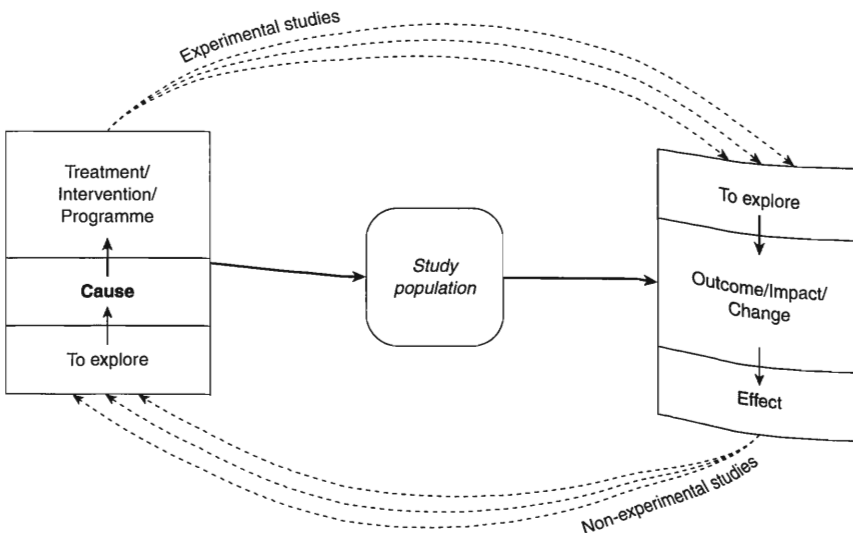 Experimental studies
Treatment/
Intervention/
Programme
Cause
To explore
Study
population
To explore
Outcome/Impact/
Change
Effect
Non-experimental studies